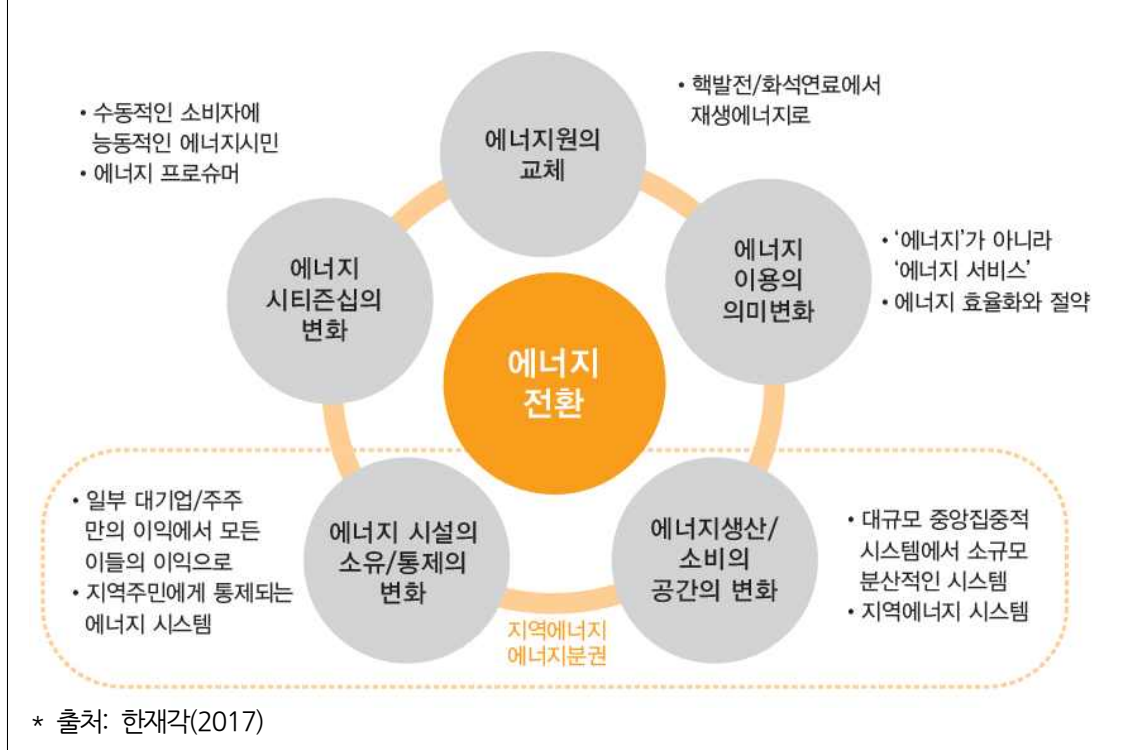 • 수동적인 소비자에
능동적인 에너지시민
• 에너지 프로슈머
에너지원의
교체
• 핵발전/화석연료에서
재생에너지로
에너지
시티즌십의
변화
에너지
이용의
의미변화
• ‘에너지’가 아니라
‘에너지 서비스’
• 에너지 효율화와 절약
에너지
전환
• 일부 대기업/주주
만의 이익에서 모든
이들의 이익으로
• 지역주민에게 통제되는
에너지 시스템
에너지 시설의
소유/통제의
변화
에너지생산/
소비의
공간의 변화
• 대규모 중앙집중적
시스템에서 소규모
분산적인 시스템
• 지역에너지 시스템
지역에너지
에너지분권
* 출처: 한재각(2017)